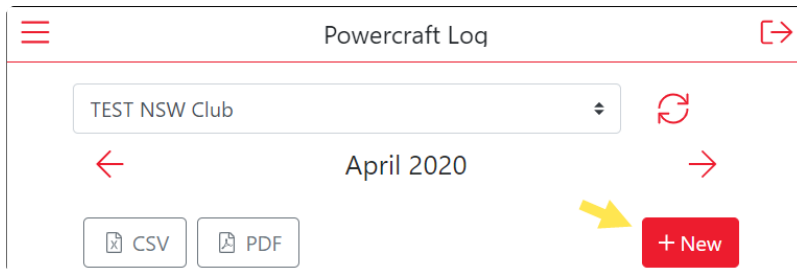 Powercraft Log
TEST NSW Club
April 2020
CSV PDF + New